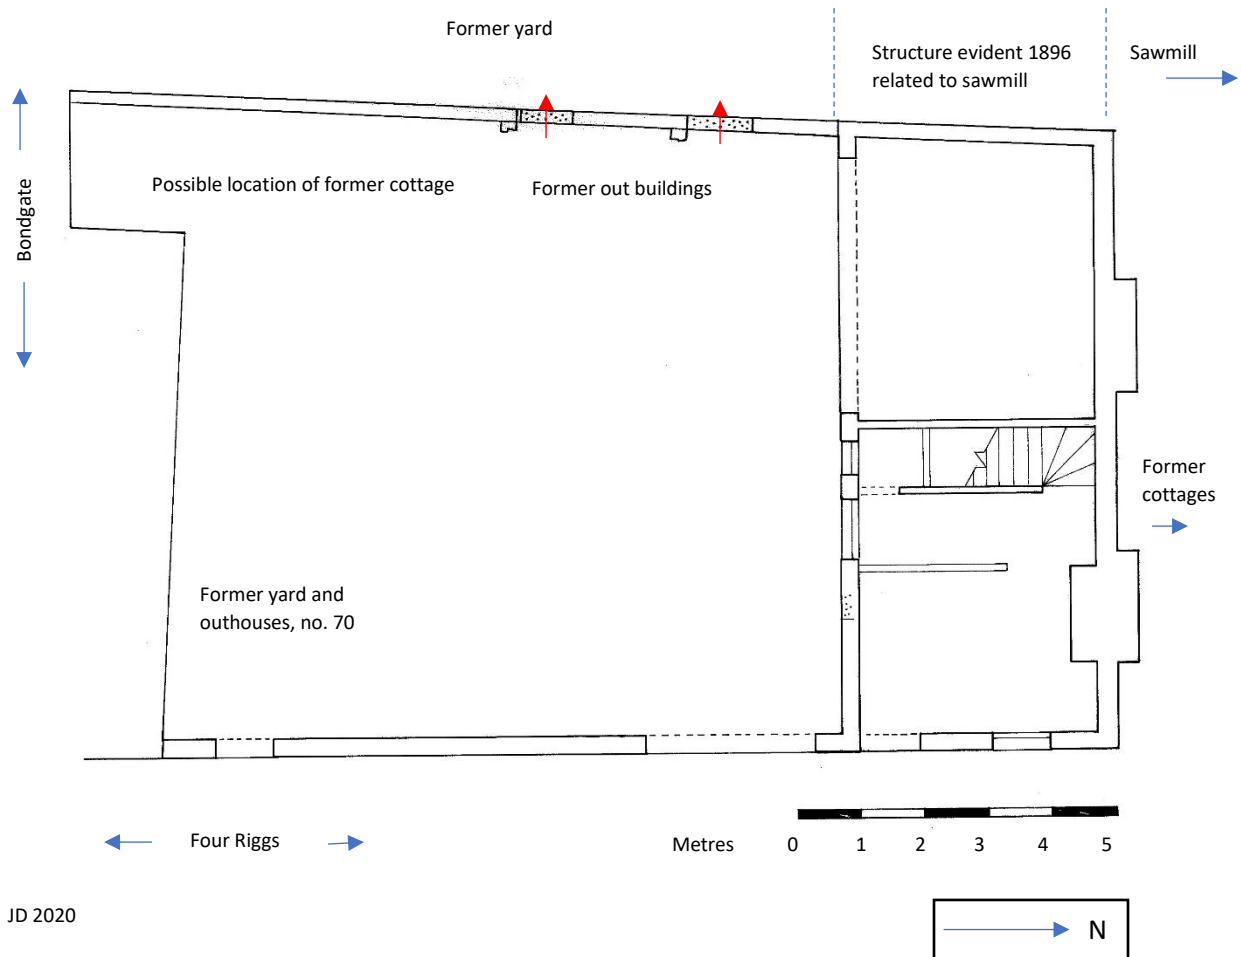 Former yard
Structure evident 1896
related to sawmill
Sawmill
Bondgate
Possible location of former cottage
Former out buildings
Former
cottages
Former yard and
outhouses, no. 70
Four Riggs
Metres 0 1 2 3 4 5
JD 2020
N